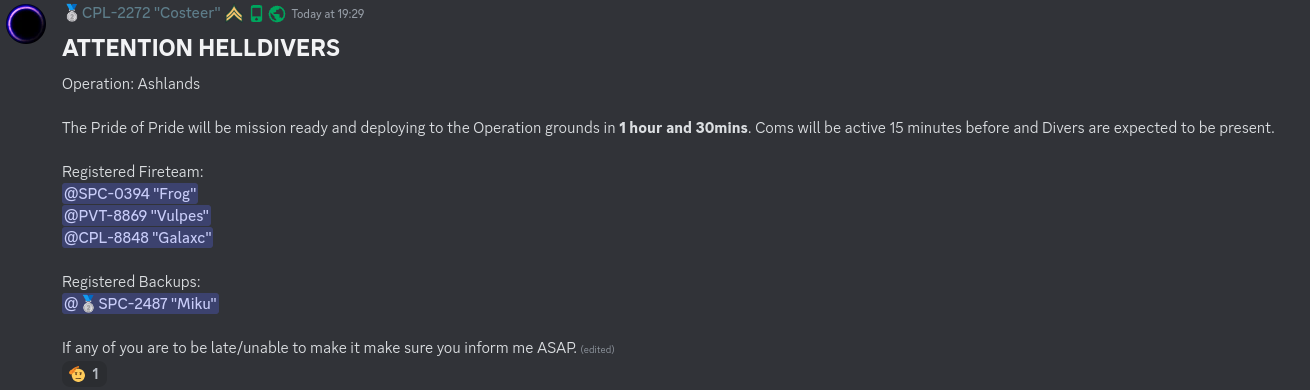 CPL-2272 "Costeer" Today at 19:29
ATTENTION HELLDIVERS
Operation: Ashlands
The Pride of Pride will be mission ready and deploying to the Operation grounds in 1 hour and 30mins. Coms will be active 15 minutes before and Divers are expected to be present.
Registered Fireteam:
@SPC-0394 "Frog"
@PVT-8869 "Vulpes"
@CPL-8848 "Galaxc"
Registered Backups:
@🥈SPC-2487 "Miku"
If any of you are to be late/unable to make it make sure you inform me ASAP. (edited)
1